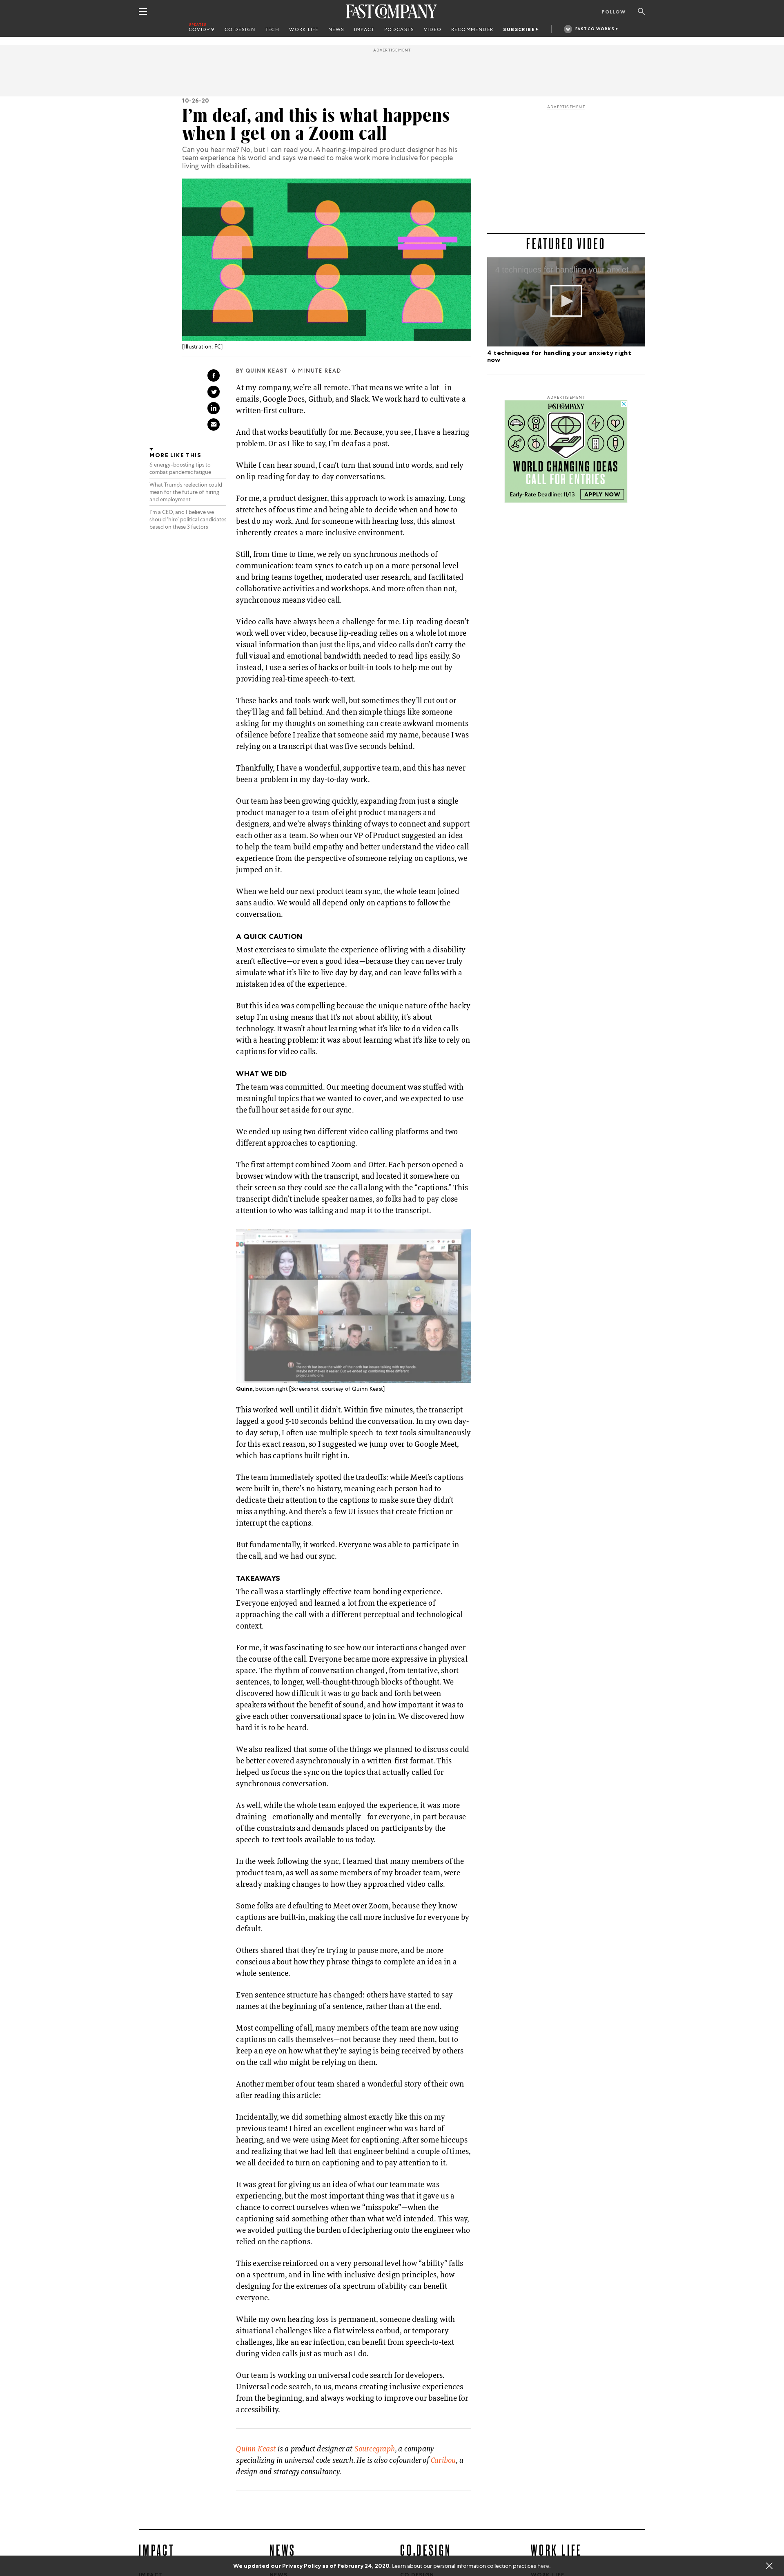 FAST COMPANY
FOLLOW
UPDATES
COVID-19
CO.DESIGN
TECH
WORK LIFE
NEWS
IMPACT
PODCASTS
VIDEO
RECOMMENDER
SUBSCRIBE
FASTCO WORKS
ADVERTISEMENT
10-26-20
I’m deaf, and this is what happens
when I get on a Zoom call
Can you hear me? No, but I can read you. A hearing-impaired product designer has his
team experience his world and says we need to make work more inclusive for people
living with disabilites.
[Illustration: FC]
BY QUINN KEAST 6 MINUTE READ
MORE LIKE THIS
6 energy-boosting tips to
combat pandemic fatigue
What Trump’s reelection could
mean for the future of hiring
and employment
I’m a CEO, and I believe we
should ‘hire’ political candidates
based on these 3 factors
At my company, we’re all-remote. That means we write a lot—in
emails, Google Docs, Github, and Slack. We work hard to cultivate a
written-first culture.
And that works beautifully for me. Because, you see, I have a hearing
problem. Or as I like to say, I’m deaf as a post.
While I can hear sound, I can’t turn that sound into words, and rely
on lip reading for day-to-day conversations.
For me, a product designer, this approach to work is amazing. Long
stretches of focus time and being able to decide when and how to
best do my work. And for someone with hearing loss, this almost
inherently creates a more inclusive environment.
Still, from time to time, we rely on synchronous methods of
communication: team syncs to catch up on a more personal level
and bring topics together, moderated user research, and facilitated
collaborative activities and workshops. And more often than not,
synchronous means video call.
Video calls have always been a challenge for me. Lip-reading doesn’t
work well over video, because lip-reading relies on a whole lot more
visual information than just the lips, and video calls don’t carry the
full visual and emotional bandwidth needed to read lips easily. So
instead, I use a series of hacks or built-in tools to help me out by
providing real-time speech-to-text.
These hacks and tools work well, but sometimes they’ll cut out or
they’ll lag and fall behind. And then simple things like someone
asking for my thoughts on something can create awkward moments
of silence before I realize that someone said my name, because I was
relying on a transcript that was five seconds behind.
Thankfully, I have a wonderful, supportive team, and this has never
been a problem in my day-to-day work.
Our team has been growing quickly, expanding from just a single
product manager to a team of eight product managers and
designers, and we’re always thinking of ways to connect and support
each other as a team. So when our VP of Product suggested an idea
to help the team build empathy and better understand the video call
experience from the perspective of someone relying on captions, we
jumped on it.
When we held our next product team sync, the whole team joined
sans audio. We would all depend only on captions to follow the
conversation.
A QUICK CAUTION
Most exercises to simulate the experience of living with a disability
aren’t effective—or even a good idea—because they can never truly
simulate what it’s like to live day by day, and can leave folks with a
mistaken idea of the experience.
But this idea was compelling because the unique nature of the hacky
setup I’m using means that it’s not about ability, it’s about
technology. It wasn’t about learning what it’s like to do video calls
with a hearing problem: it was about learning what it’s like to rely on
captions for video calls.
WHAT WE DID
The team was committed. Our meeting document was stuffed with
meaningful topics that we wanted to cover, and we expected to use
the full hour set aside for our sync.
We ended up using two different video calling platforms and two
different approaches to captioning.
The first attempt combined Zoom and Otter. Each person opened a
browser window with the transcript, and located it somewhere on
their screen so they could see the call along with the “captions.” This
transcript didn’t include speaker names, so folks had to pay close
attention to who was talking and map it to the transcript.
Quinn, bottom right [Screenshot: courtesy of Quinn Keast]
This worked well until it didn’t. Within five minutes, the transcript
lagged a good 5-10 seconds behind the conversation. In my own day-
to-day setup, I often use multiple speech-to-text tools simultaneously
for this exact reason, so I suggested we jump over to Google Meet,
which has captions built right in.
The team immediately spotted the tradeoffs: while Meet’s captions
were built in, there’s no history, meaning each person had to
dedicate their attention to the captions to make sure they didn’t
miss anything. And there’s a few UI issues that create friction or
interrupt the captions.
But fundamentally, it worked. Everyone was able to participate in
the call, and we had our sync.
TAKEAWAYS
The call was a startlingly effective team bonding experience.
Everyone enjoyed and learned a lot from the experience of
approaching the call with a different perceptual and technological
context.
For me, it was fascinating to see how our interactions changed over
the course of the call. Everyone became more expressive in physical
space. The rhythm of conversation changed, from tentative, short
sentences, to longer, well-thought-through blocks of thought. We
discovered how difficult it was to go back and forth between
speakers without the benefit of sound, and how important it was to
give each other conversational space to join in. We discovered how
hard it is to be heard.
We also realized that some of the things we planned to discuss could
be better covered asynchronously in a written-first format. This
helped us focus the sync on the topics that actually called for
synchronous conversation.
As well, while the whole team enjoyed the experience, it was more
draining—emotionally and mentally—for everyone, in part because
of the constraints and demands placed on participants by the
speech-to-text tools available to us today.
In the week following the sync, I learned that many members of the
product team, as well as some members of my broader team, were
already making changes to how they approached video calls.
Some folks are defaulting to Meet over Zoom, because they know
captions are built-in, making the call more inclusive for everyone by
default.
Others shared that they’re trying to pause more, and be more
conscious about how they phrase things to complete an idea in a
whole sentence.
Even sentence structure has changed: others have started to say
names at the beginning of a sentence, rather than at the end.
Most compelling of all, many members of the team are now using
captions on calls themselves—not because they need them, but to
keep an eye on how what they’re saying is being received by others
on the call who might be relying on them.
Another member of our team shared a wonderful story of their own
after reading this article:
Incidentally, we did something almost exactly like this on my
previous team! I hired an excellent engineer who was hard of
hearing, and we were using Meet for captioning. After some hiccups
and realizing that we had left that engineer behind a couple of times,
we all decided to turn on captioning and to pay attention to it.
It was great for giving us an idea of what our teammate was
experiencing, but the most important thing was that it gave us a
chance to correct ourselves when we “misspoke”—when the
captioning said something other than what we’d intended. This way,
we avoided putting the burden of deciphering onto the engineer who
relied on the captions.
This exercise reinforced on a very personal level how “ability” falls
on a spectrum, and in line with inclusive design principles, how
designing for the extremes of a spectrum of ability can benefit
everyone.
While my own hearing loss is permanent, someone dealing with
situational challenges like a flat wireless earbud, or temporary
challenges, like an ear infection, can benefit from speech-to-text
during video calls just as much as I do.
Our team is working on universal code search for developers.
Universal code search, to us, means creating inclusive experiences
from the beginning, and always working to improve our baseline for
accessibility.
Quinn Keast is a product designer at Sourcegraph, a company
specializing in universal code search. He is also cofounder of Caribou, a
design and strategy consultancy.
ADVERTISEMENT
FEATURED VIDEO
4 techniques for handling your anxiet
4 techniques for handling your anxiety right
now
ADVERTISEMENT
FAST COMPANY
WORLD CHANGING IDEAS
CALL FOR ENTRIES
Early-Rate Deadline: 11/13
APPLY NOW
IMPACT
NEWS
CO.DESIGN
WORK LIFE
We updated our Privacy Policy as of February 24, 2020. Learn about our personal information collection practices here.